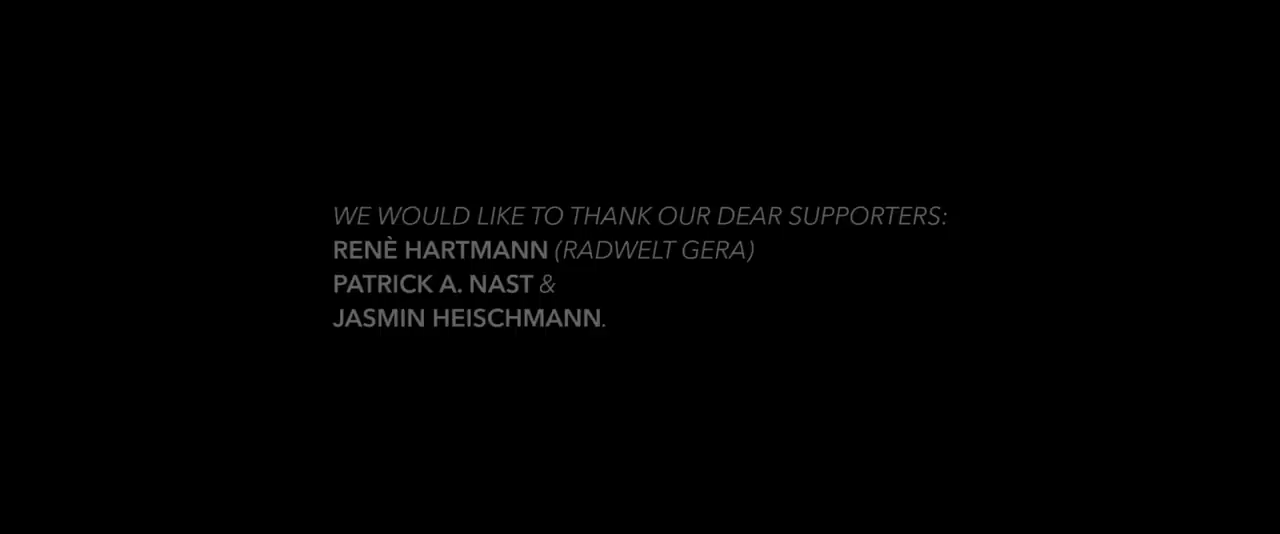 WE WOULD LIKE TO THANK OUR DEAR SUPPORTERS:
RENÈ HARTMANN (RADWELT GERA)
PATRICK A. NAST &
JASMIN HEISCHMANN.